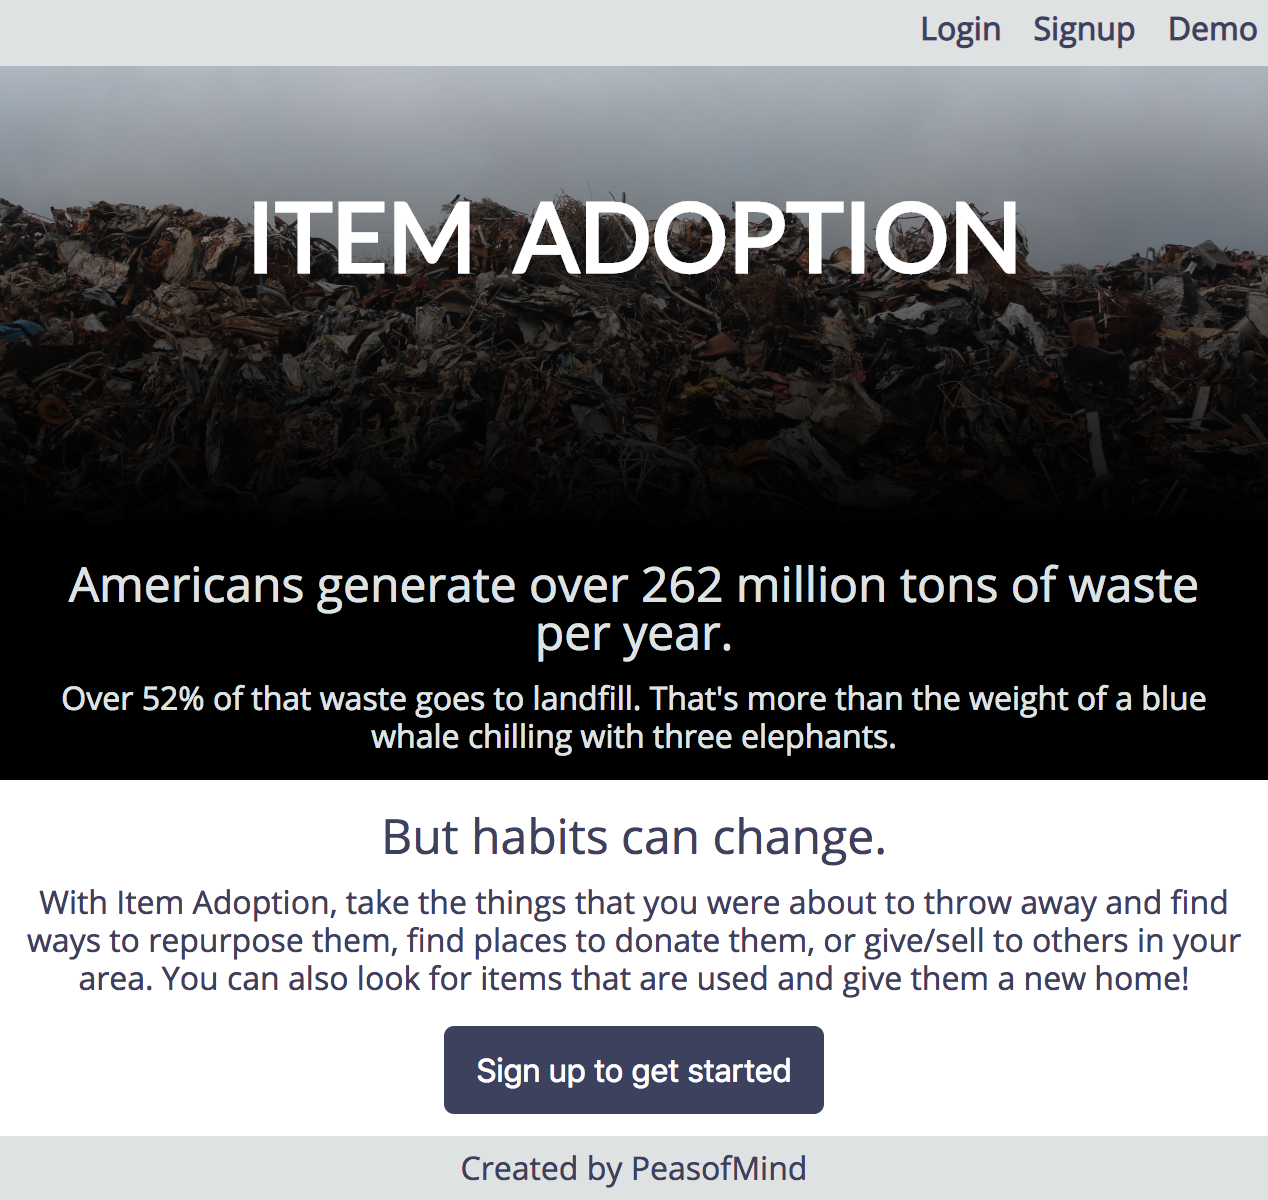 Login Signup Demo
ITEM ADOPTION
Americans generate over 262 million tons of waste
per year.
Over 52% of that waste goes to landfill. That's more than the weight of a blue
whale chilling with three elephants.
But habits can change.
With Item Adoption, take the things that you were about to throw away and find
ways to repurpose them, find places to donate them, or give/sell to others in your
area. You can also look for items that are used and give them a new home!
Sign up to get started
Created by PeasofMind